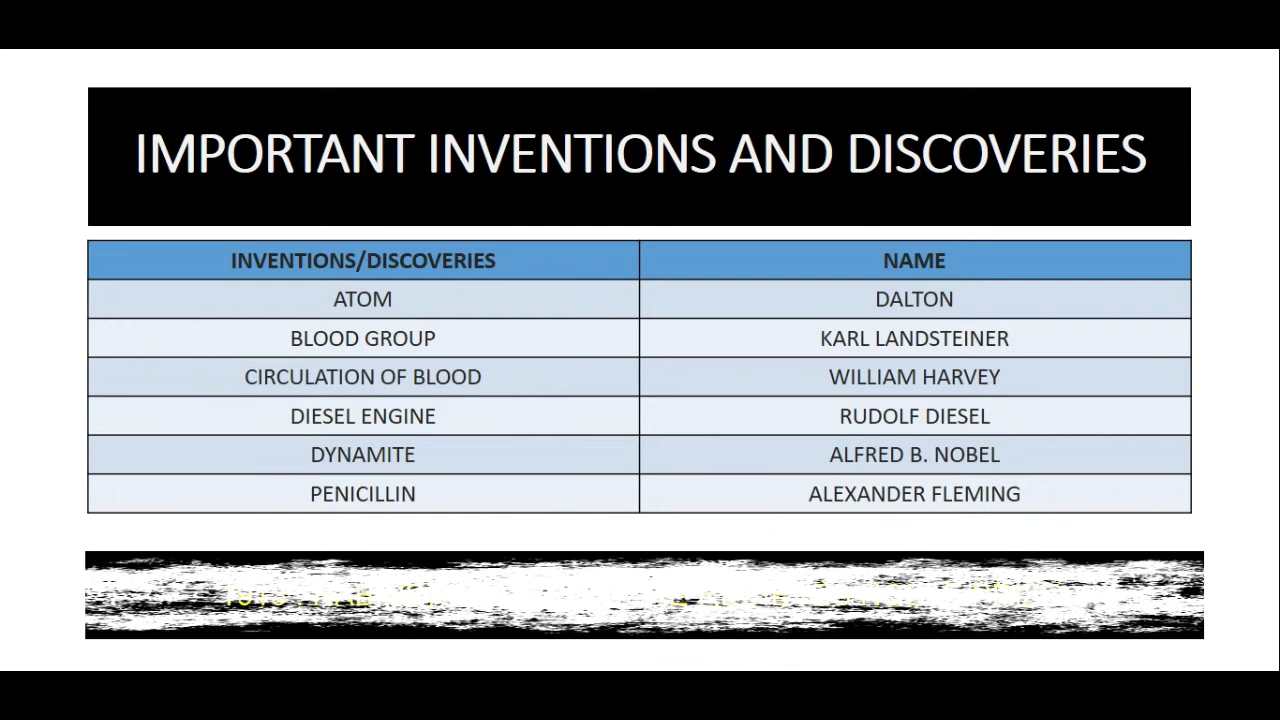 IMPORTANT INVENTIONS AND DISCOVERIES
INVENTIONS/DISCOVERIES NAME
ATOM DALTON
BLOOD GROUP KARL LANDSTEINER
CIRCULATION OF BLOOD WILLIAM HARVEY
DIESEL ENGINE RUDOLF DIESEL
DYNAMITE ALFRED B. NOBEL
PENICILLIN ALEXANDER FLEMING